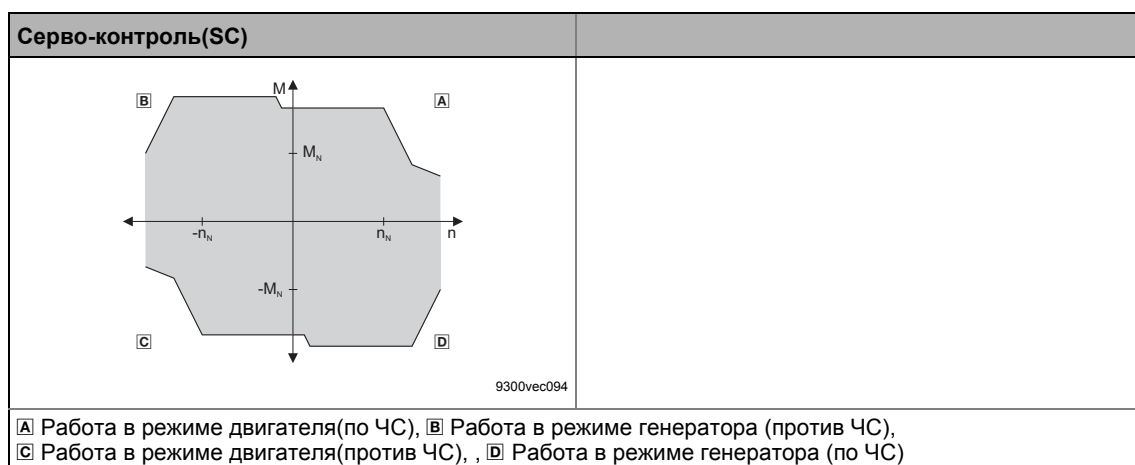 Серво-контроль(SC)
M
B
A
M_N
-n_N
n_N
n
-M_N
C
D
9300vec094
A Работа в режиме двигателя(по ЧС), B Работа в режиме генератора (против ЧС),
C Работа в режиме двигателя(против ЧС), , D Работа в режиме генератора (по ЧС)